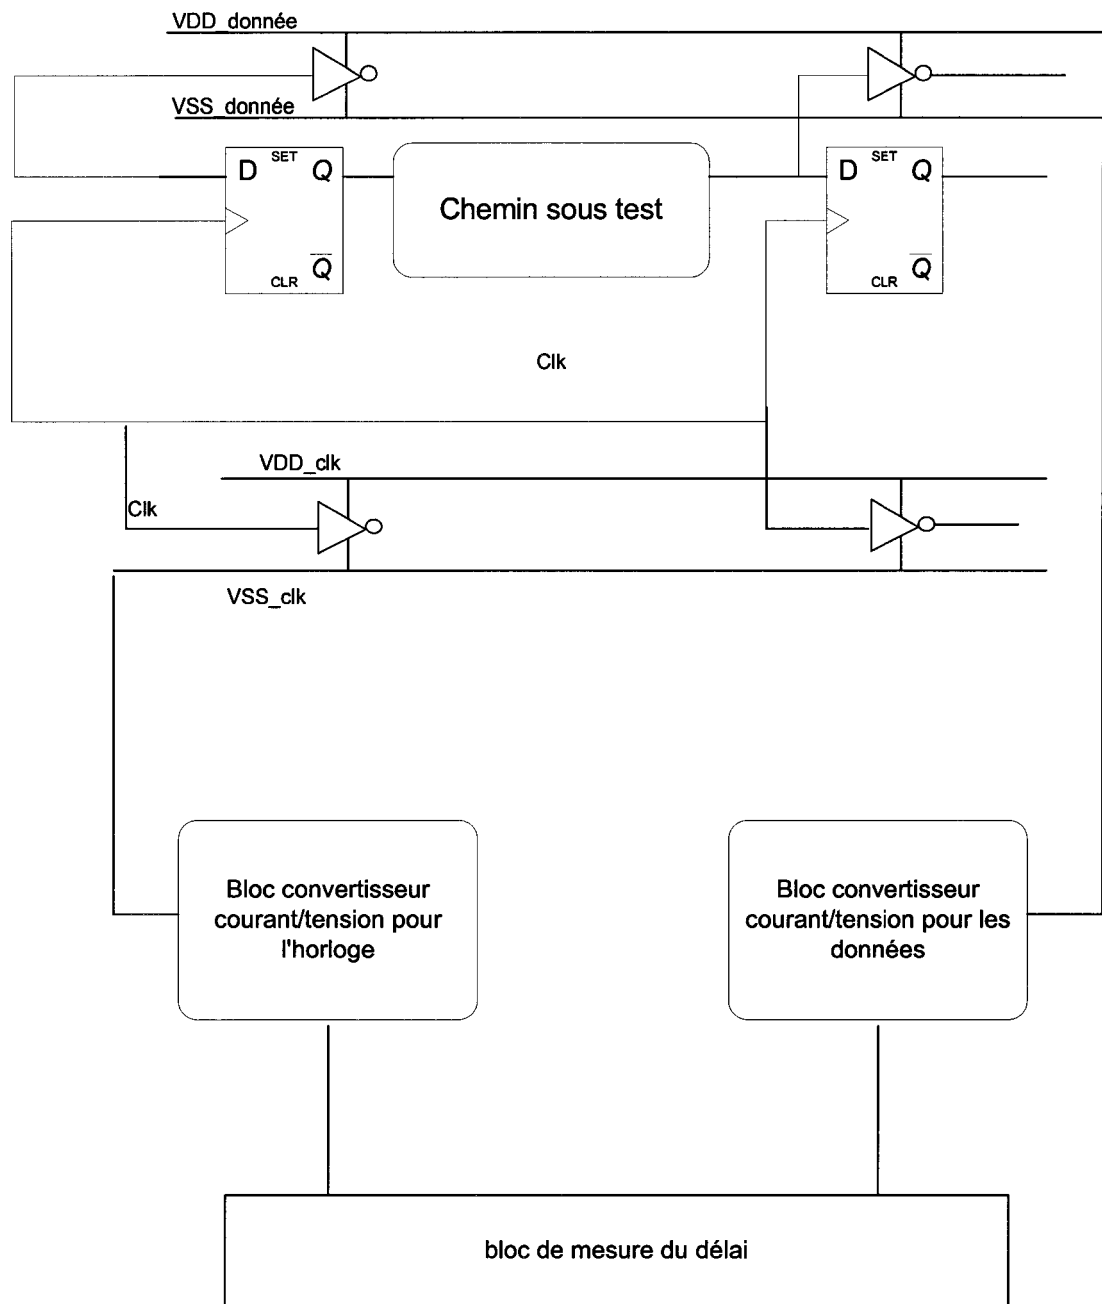 VDD_donnée
VSS_donnée
D SET Q
Q
CLR
Chemin sous test
D SET Q
Q
CLR
Clk
VDD_clk
Clk
VSS_clk
Bloc convertisseur
courant/tension pour
l'horloge
Bloc convertisseur
courant/tension pour les
données
bloc de mesure du délai